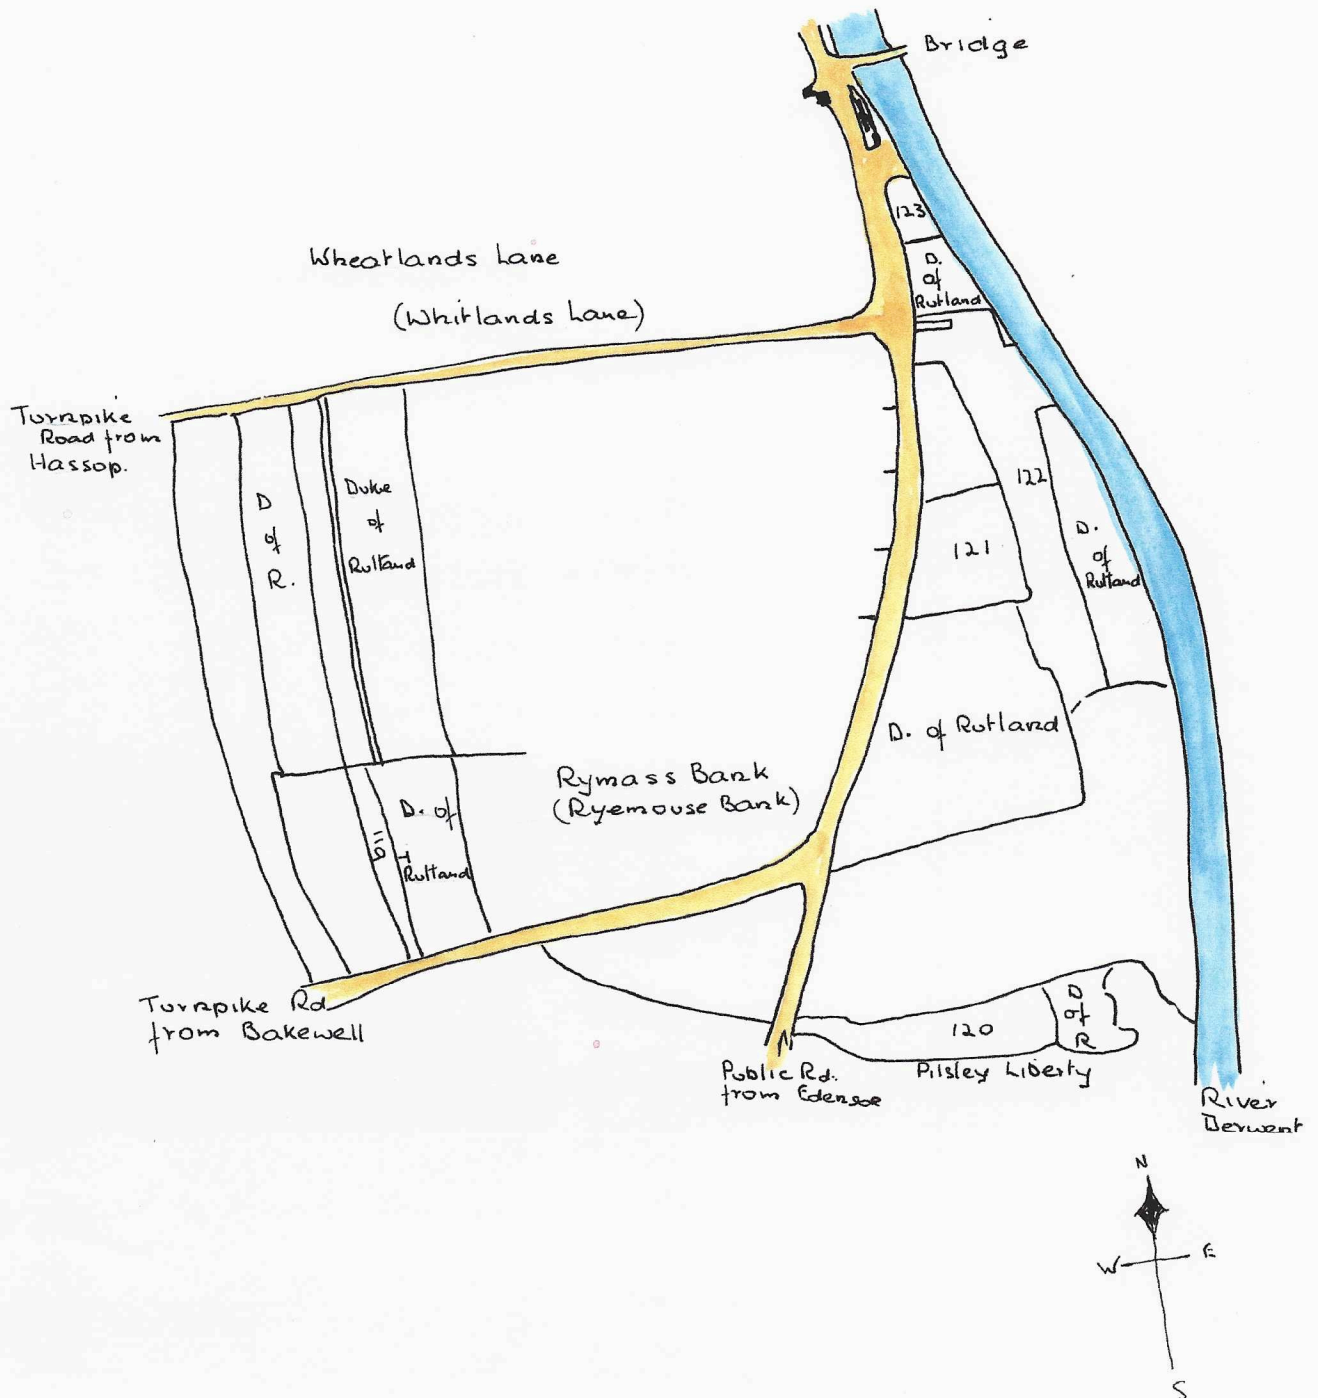 Bridge
123
D.
of
Rutland
Wheatlands Lane
(Whitlands Lane)
Turnpike
Road from
Hassop.
D
of
R.
Duke
of
Rutland
122
121
D.
of
Rutland
D. of Rutland
Rymass Bank
(Ryemouse Bank)
119
D. of
Rutland
Turnpike Rd
from Bakewell
120
D
of
R
Public Rd.
from Edensoe
Pilsley Liberty
River
Derwent
N
W
E
S